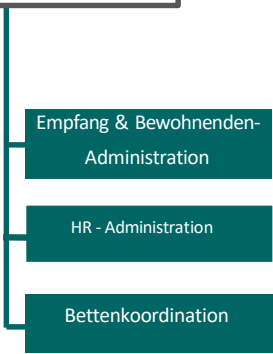 Empfang & Bewohnenden-
Administration
HR - Administration
Bettenkoordination